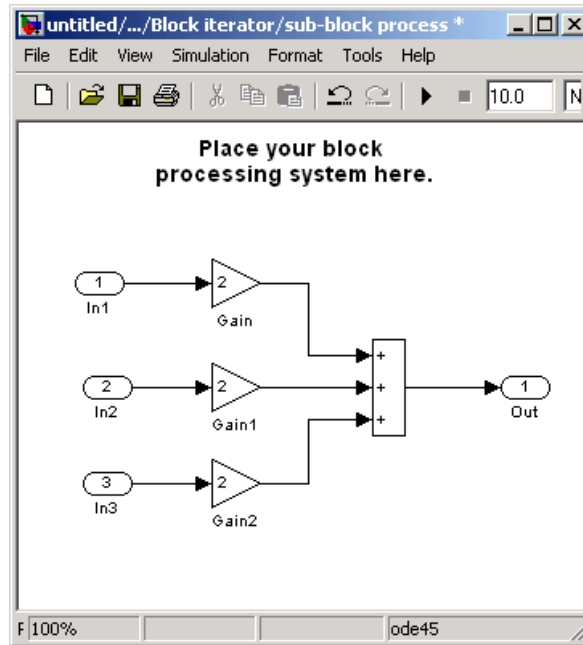 untitled/.../Block iterator/sub-block process *
File Edit View Simulation Format Tools Help
10.0 N
Place your block
processing system here.
1
In1
2
Gain
2
In2
2
Gain1
3
In3
2
Gain2
+
+
+
1
Out
F 100% ode45